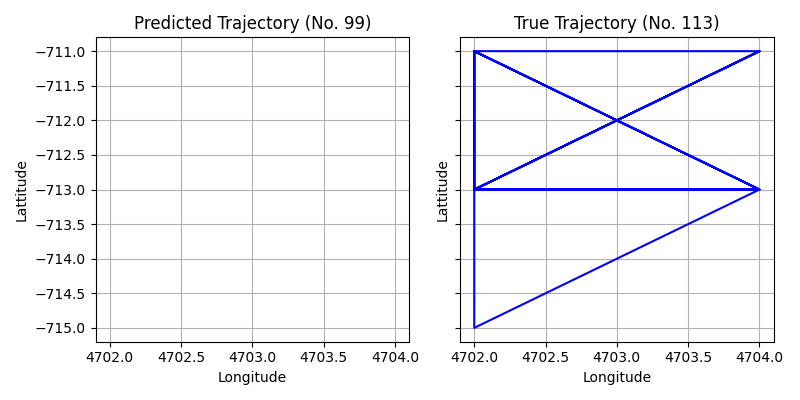 Predicted Trajectory (No. 99)
True Trajectory (No. 113)
−711.0
−711.5
−712.0
−712.5
−713.0
−713.5
−714.0
−714.5
−715.0
Lattitude
Lattitude
4702.0 4702.5 4703.0 4703.5 4704.0
4702.0 4702.5 4703.0 4703.5 4704.0
Longitude
Longitude